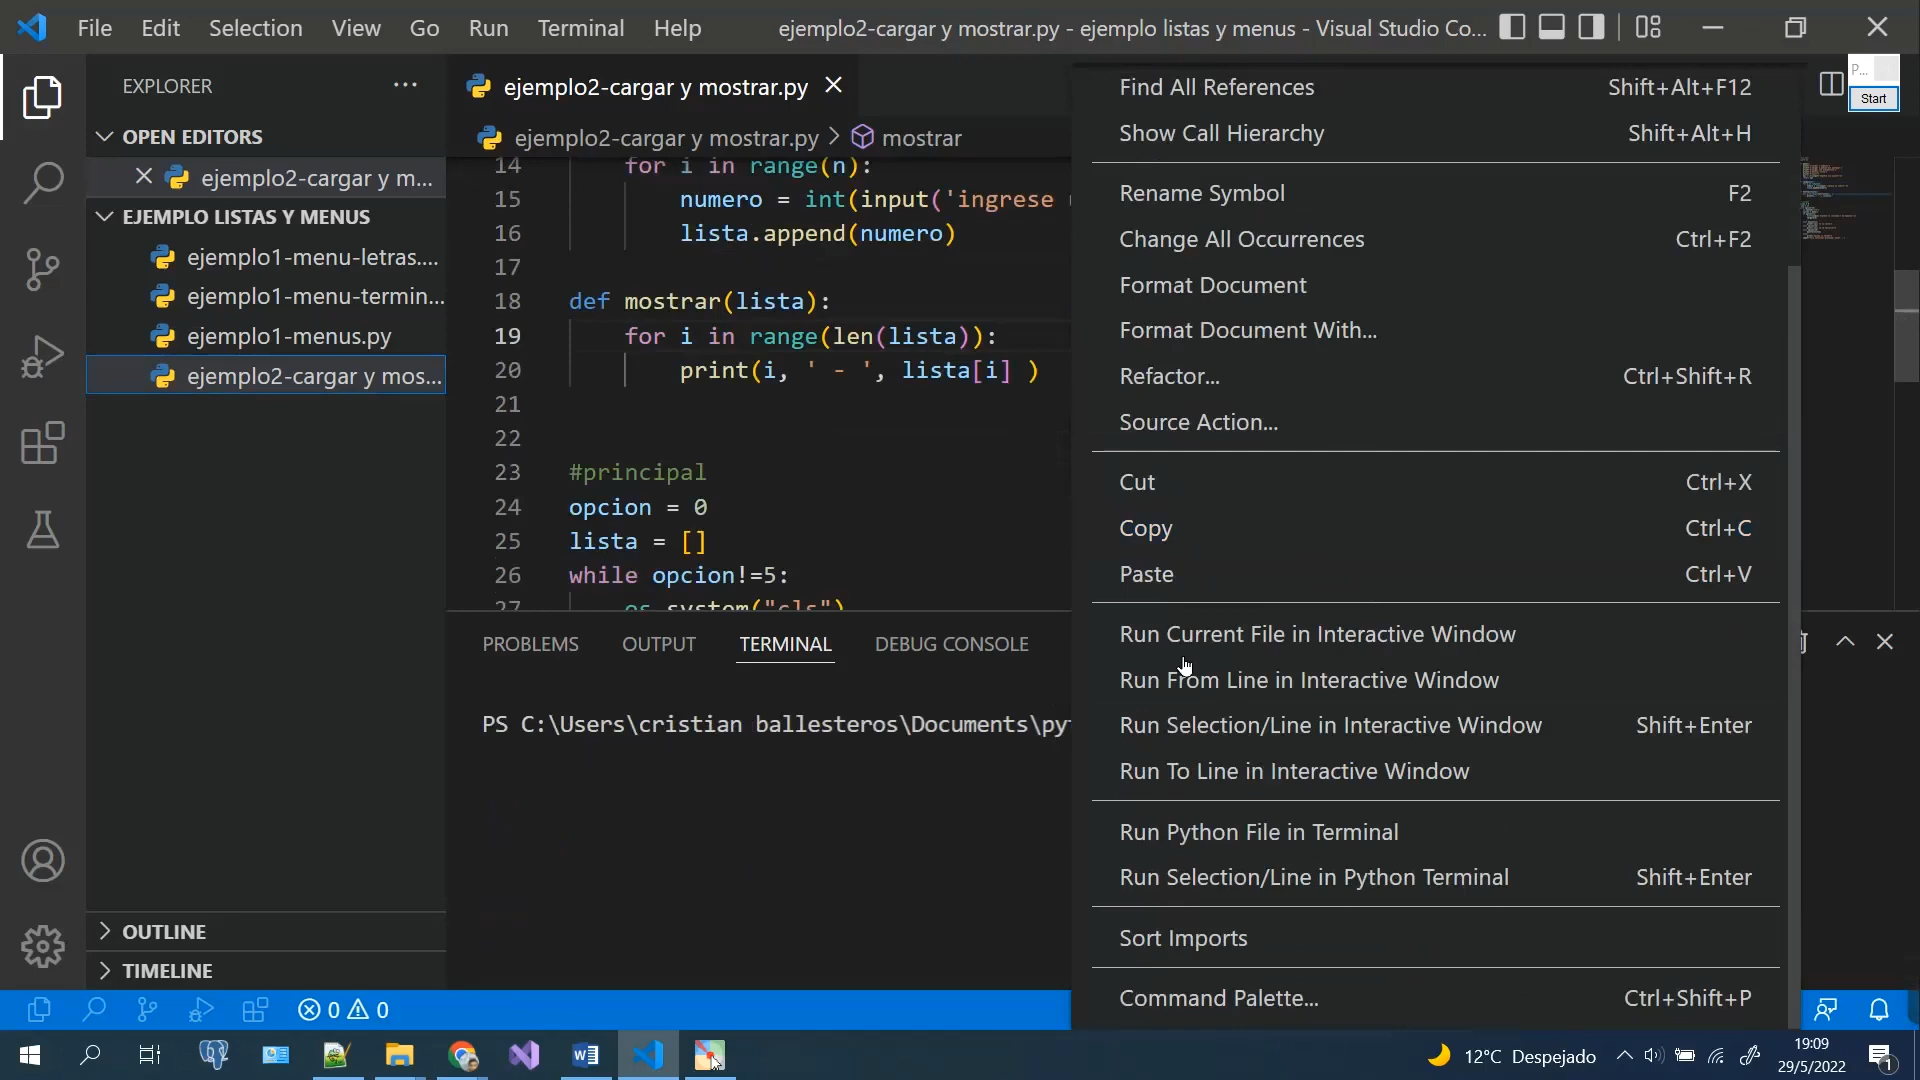 File Edit Selection View Go Run Terminal Help ejemplo2-cargar y mostrar.py - ejemplo listas y menus - Visual Studio Co...
EXPLORER ...
OPEN EDITORS
ejemplo2-cargar y m...
EJEMPLO LISTAS Y MENUS
ejemplo1-menu-letras....
ejemplo1-menu-termin...
ejemplo1-menus.py
ejemplo2-cargar y mos...
OUTLINE
TIMELINE
ejemplo2-cargar y mostrar.py
ejemplo2-cargar y mostrar.py > mostrar
14 for i in range(n):
15 numero = int(input('ingrese
16 lista.append(numero)
17
18 def mostrar(lista):
19 for i in range(len(lista)):
20 print(i, ' - ', lista[i] )
21
22
23 #principal
24 opcion = 0
25 lista = []
26 while opcion!=5:
27 os.system("cls")
PROBLEMS OUTPUT TERMINAL DEBUG CONSOLE
PS C:\Users\cristian ballesteros\Documents\py
Find All References Shift+Alt+F12
Show Call Hierarchy Shift+Alt+H
Rename Symbol F2
Change All Occurrences Ctrl+F2
Format Document
Format Document With...
Refactor... Ctrl+Shift+R
Source Action...
Cut Ctrl+X
Copy Ctrl+C
Paste Ctrl+V
Run Current File in Interactive Window
Run From Line in Interactive Window
Run Selection/Line in Interactive Window Shift+Enter
Run To Line in Interactive Window
Run Python File in Terminal
Run Selection/Line in Python Terminal Shift+Enter
Sort Imports
Command Palette... Ctrl+Shift+P
P...
Start
0 0
12°C Despejado
19:09
29/5/2022
1